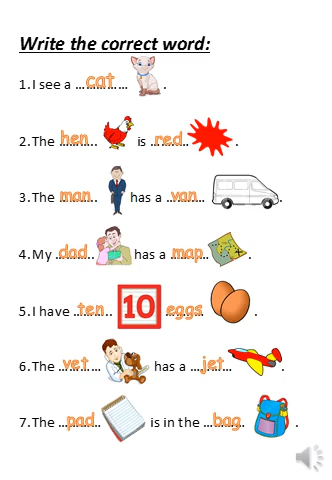 Write the correct word:
1. I see a ...cat... .
2. The ...hen... is ...red... .
3. The ...man... has a ...van... .
4. My ...dad... has a ...map... .
5. I have ...ten... 10 eggs .
6. The ...vet... has a ...jet... .
7. The ...pad... is in the ...bag... .